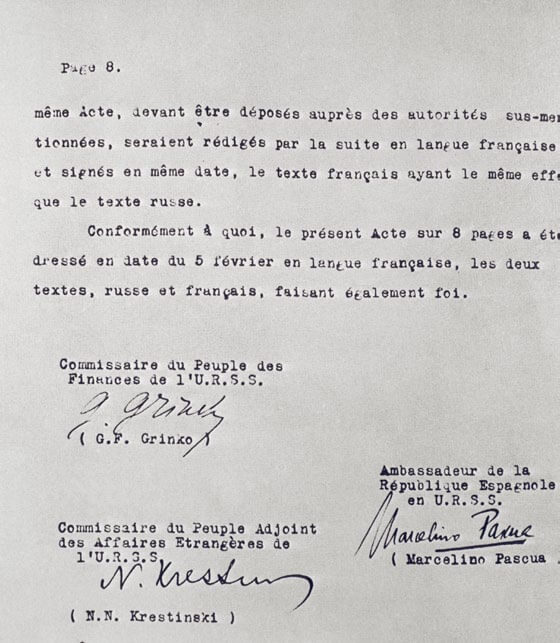 Page 8.
même Acte, devant être déposés auprès des autorités sus-men
tionnées, seraient rédigés par la suite en langue française
et signés en même date, le texte français ayant le même effe
que le texte russe.
Conformément à quoi, le présent Acte sur 8 pages a été
dressé en date du 5 février en langue française, les deux
textes, russe et français, faisant également foi.
Commissaire du Peuple des
Finances de l'U.R.S.S.
G. Grinko
( G.F. Grinko )
Ambassadeur de la
République Espagnole
en U.R.S.S.
Marcelino Pascua
( Marcelino Pascua )
Commissaire du Peuple Adjoint
des Affaires Etrangères de
l'U.R.S.S.
N. Krestin
( N.N. Krestinski )